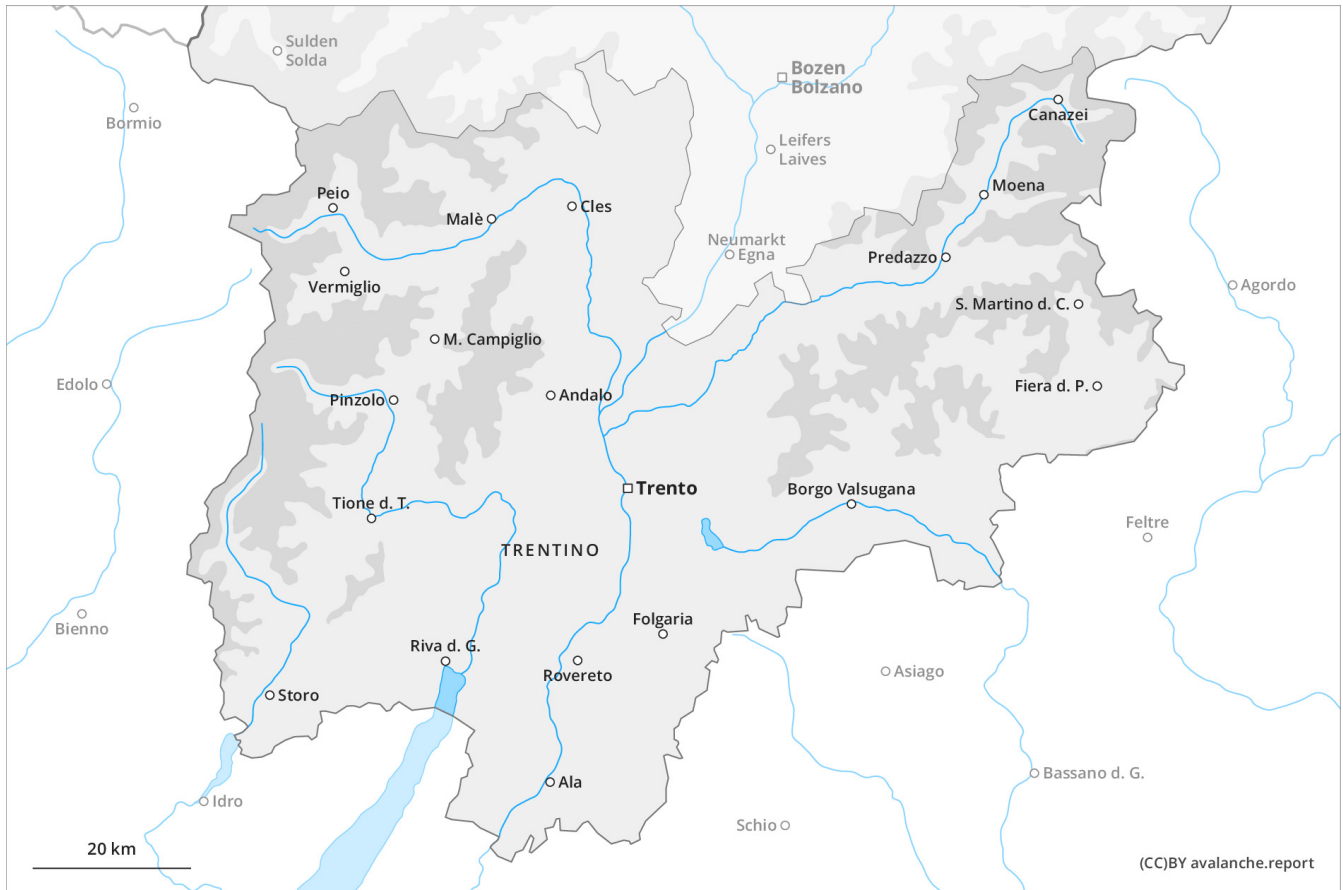 Sulden
Solda
Bozen
Bolzano
Bormio
Canazei
Leifers
Laives
Moena
Peio
Malè
Cles
Neumarkt
Egna
Predazzo
Vermiglio
Agordo
S. Martino d. C.
M. Campiglio
Edolo
Fiera d. P.
Andalo
Pinzolo
Trento
Borgo Valsugana
Tione d. T.
Feltre
TRENTINO
Bienno
Folgaria
Riva d. G.
Asiago
Rovereto
Storo
Bassano d. G.
Ala
Idro
Schio
20 km
(CC)BY avalanche.report